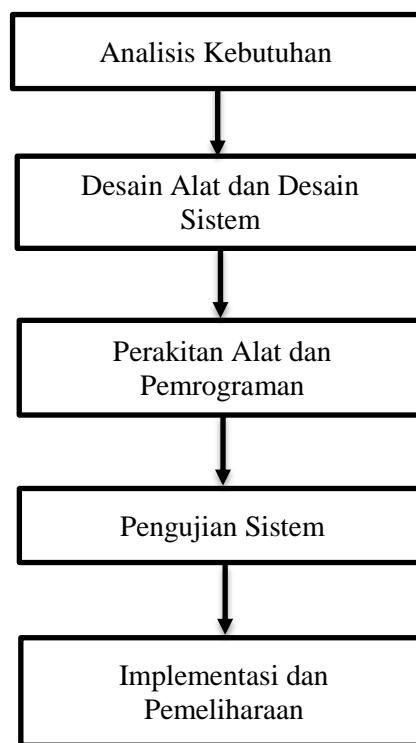 Analisis Kebutuhan
Desain Alat dan Desain
Sistem
Perakitan Alat dan
Pemrograman
Pengujian Sistem
Implementasi dan
Pemeliharaan